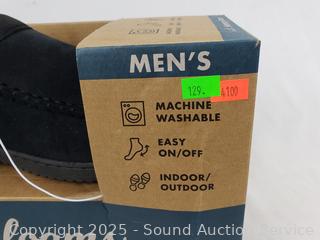 MEN'S
129.
4100
MACHINE
WASHABLE
EASY
ON/OFF
INDOOR/
OUTDOOR
Copyright 2025 - Sound Auction Service